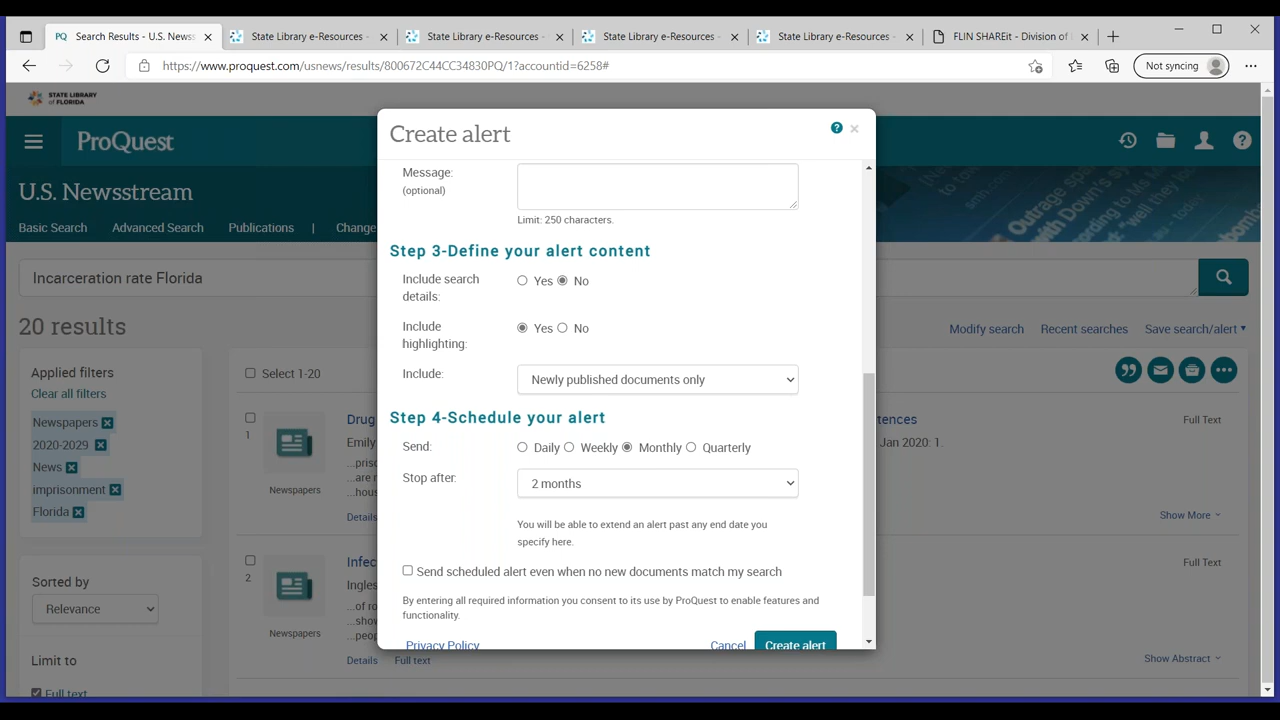 PQ Search Results - U.S. News
State Library e-Resources -
State Library e-Resources -
State Library e-Resources -
State Library e-Resources -
FLIN SHAREit - Division of
https://www.proquest.com/usnews/results/800672C44CC34830PQ/1?accountid=6258#
Not syncing
STATE LIBRARY
of FLORIDA
ProQuest
U.S. Newsstream
Basic Search
Advanced Search
Publications
|
Change
Incarceration rate Florida
20 results
Modify search
Recent searches
Save search/alert
Applied filters
Clear all filters
Newspapers
2020-2029
News
imprisonment
Florida
Sorted by
Relevance
Limit to
Full text
Select 1-20
1
Newspapers
Drug
tences
Full Text
Emily
Jan 2020: 1.
...priso
...are r
...hous
Details
Show More
2
Newspapers
Infec
Full Text
Ingles
...of ro
...show
...peop
Details
Full text
Show Abstract
Create alert
Message:
(optional)
Limit: 250 characters.
Step 3-Define your alert content
Include search
details:
Yes No
Include
highlighting:
Yes No
Include:
Newly published documents only
Step 4-Schedule your alert
Send:
Daily Weekly Monthly Quarterly
Stop after:
2 months
You will be able to extend an alert past any end date you
specify here.
Send scheduled alert even when no new documents match my search
By entering all required information you consent to its use by ProQuest to enable features and
functionality.
Privacy Policy
Cancel
Create alert